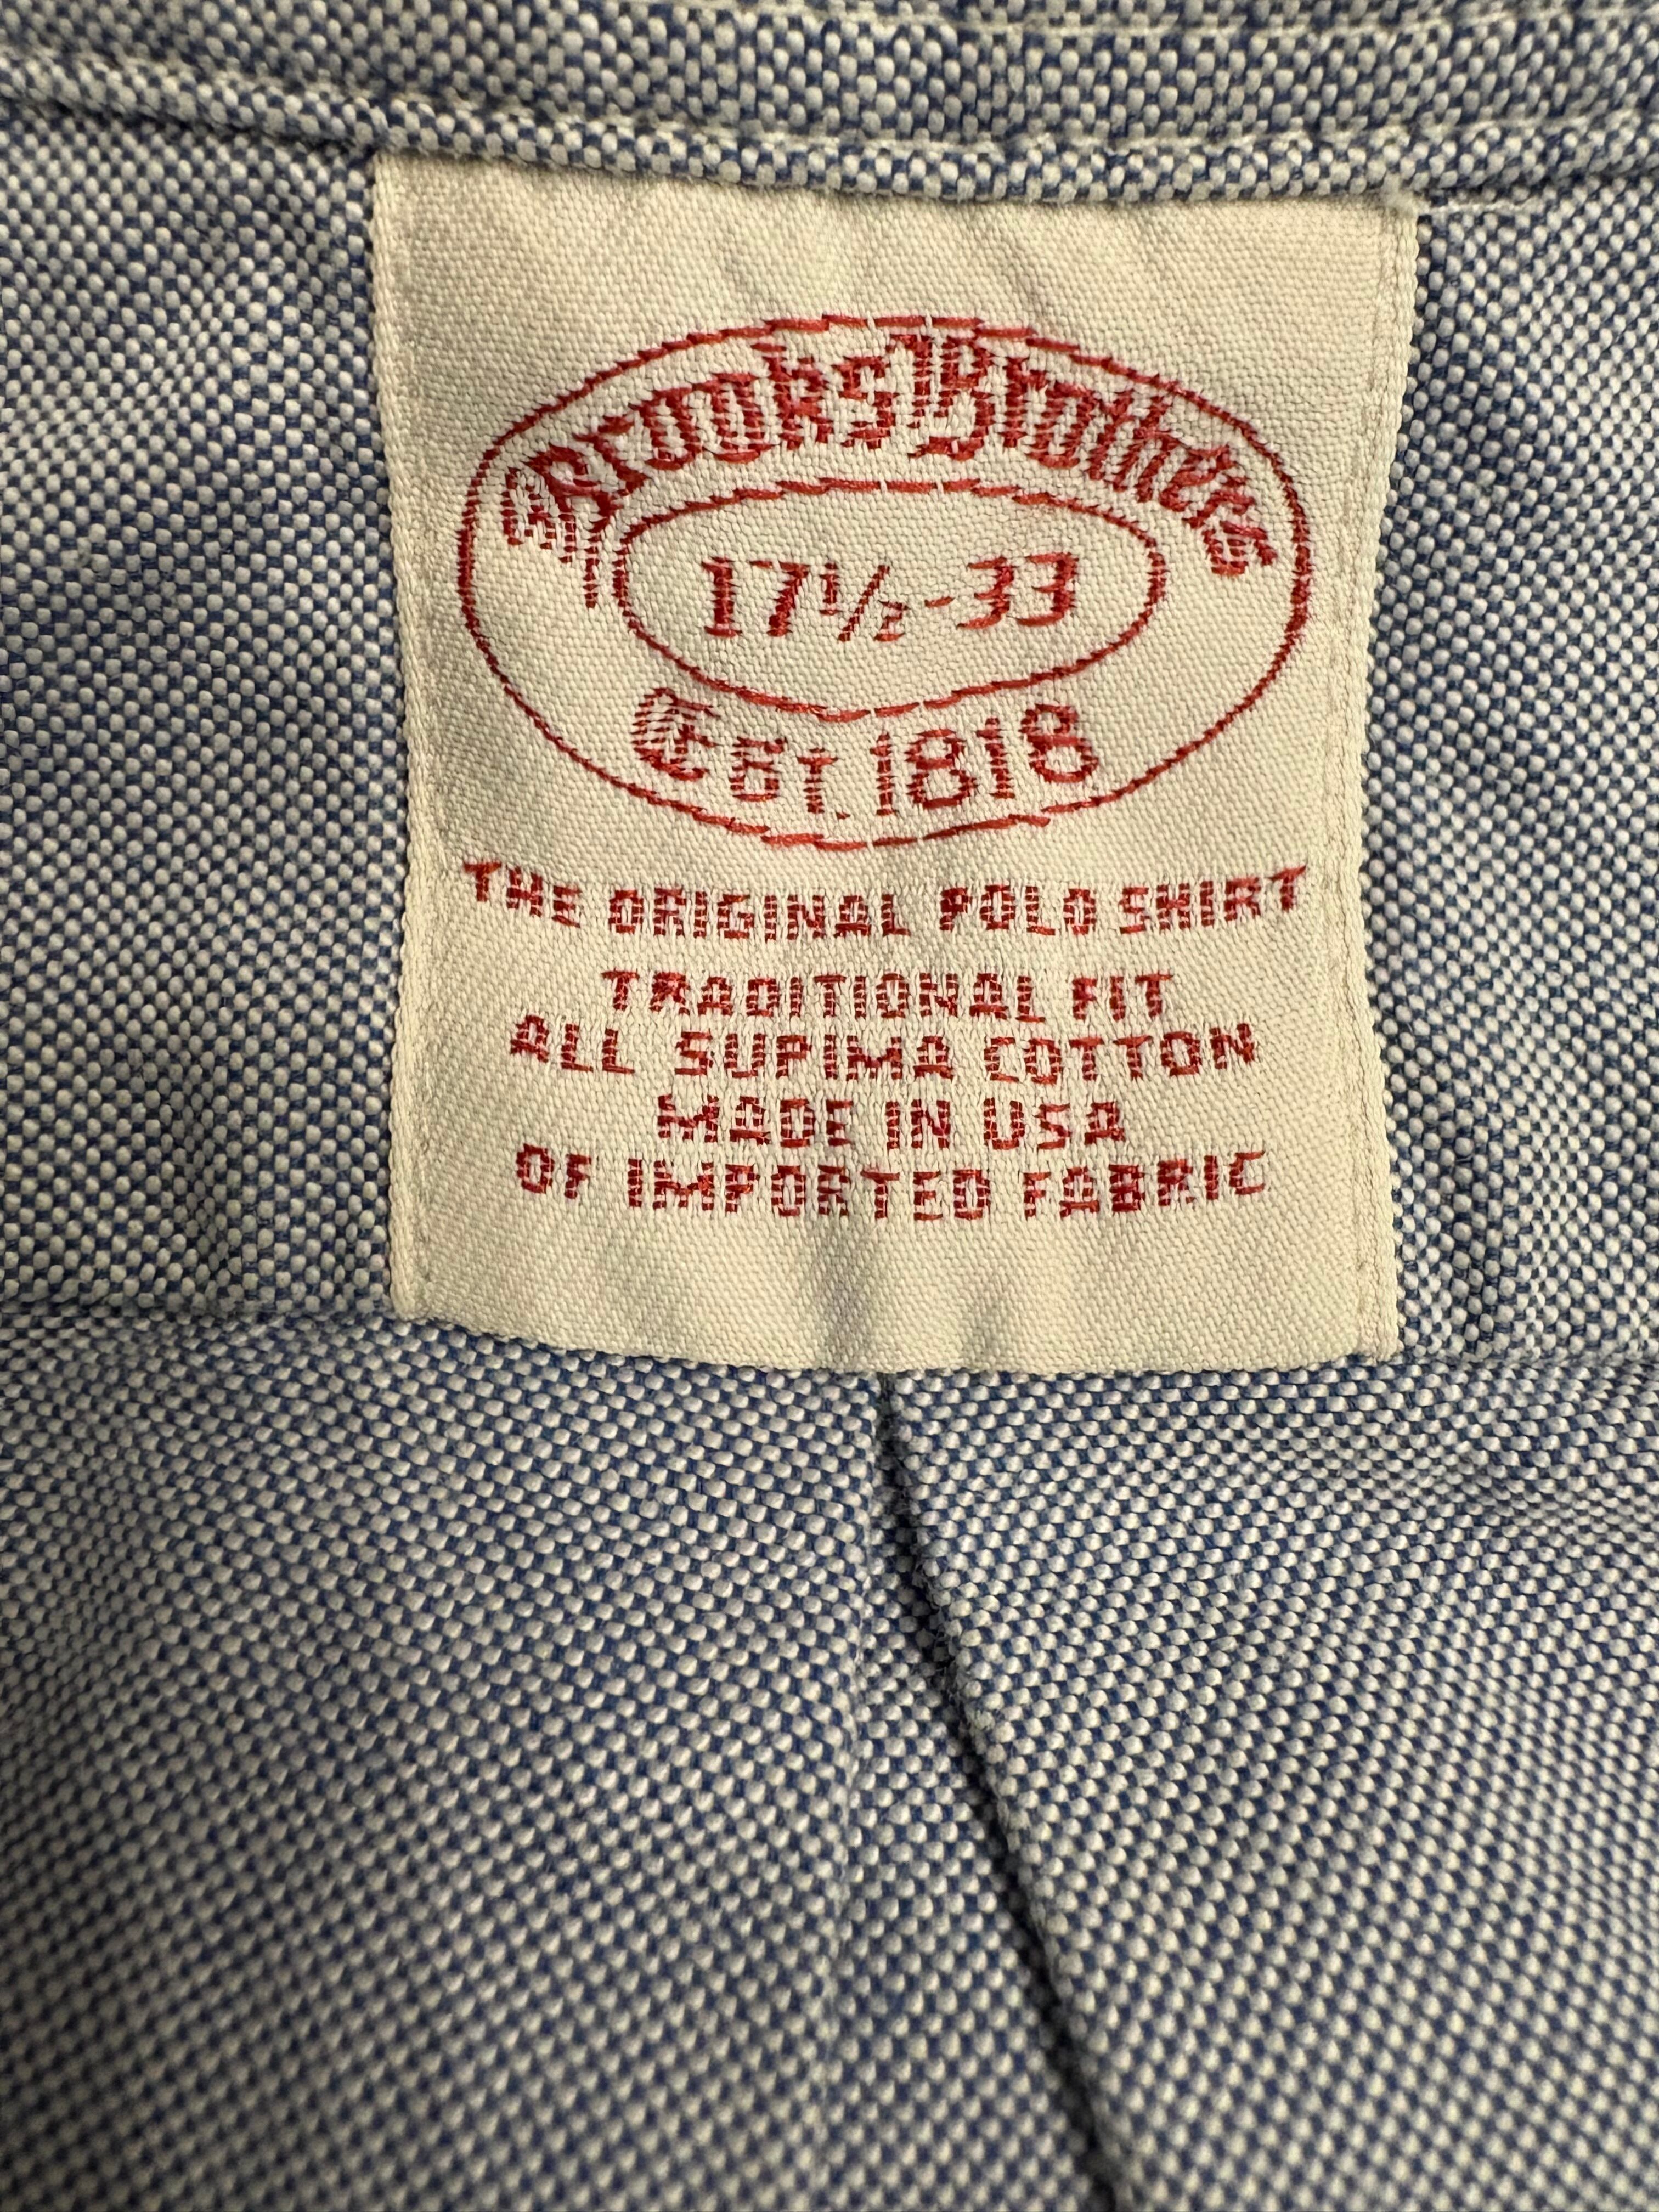 Brooks Brothers
17½-33
Est. 1818
THE ORIGINAL POLO SHIRT
TRADITIONAL FIT
ALL SUPIMA COTTON
MADE IN USA
OF IMPORTED FABRIC